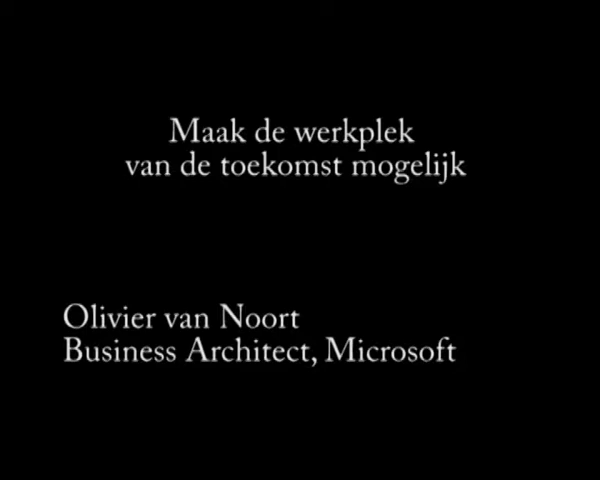 Maak de werkplek
van de toekomst mogelijk
Olivier van Noort
Business Architect, Microsoft